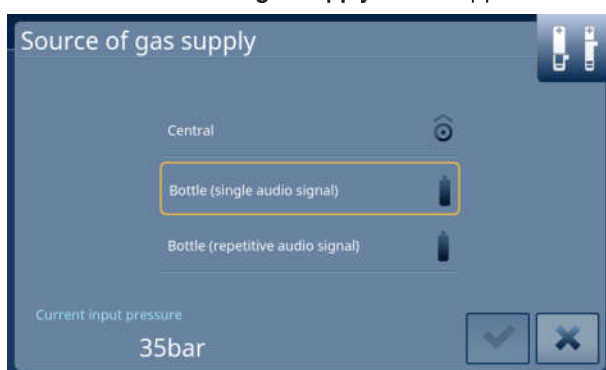 Source of gas supply
Central
Bottle (single audio signal)
Bottle (repetitive audio signal)
Current input pressure
35bar